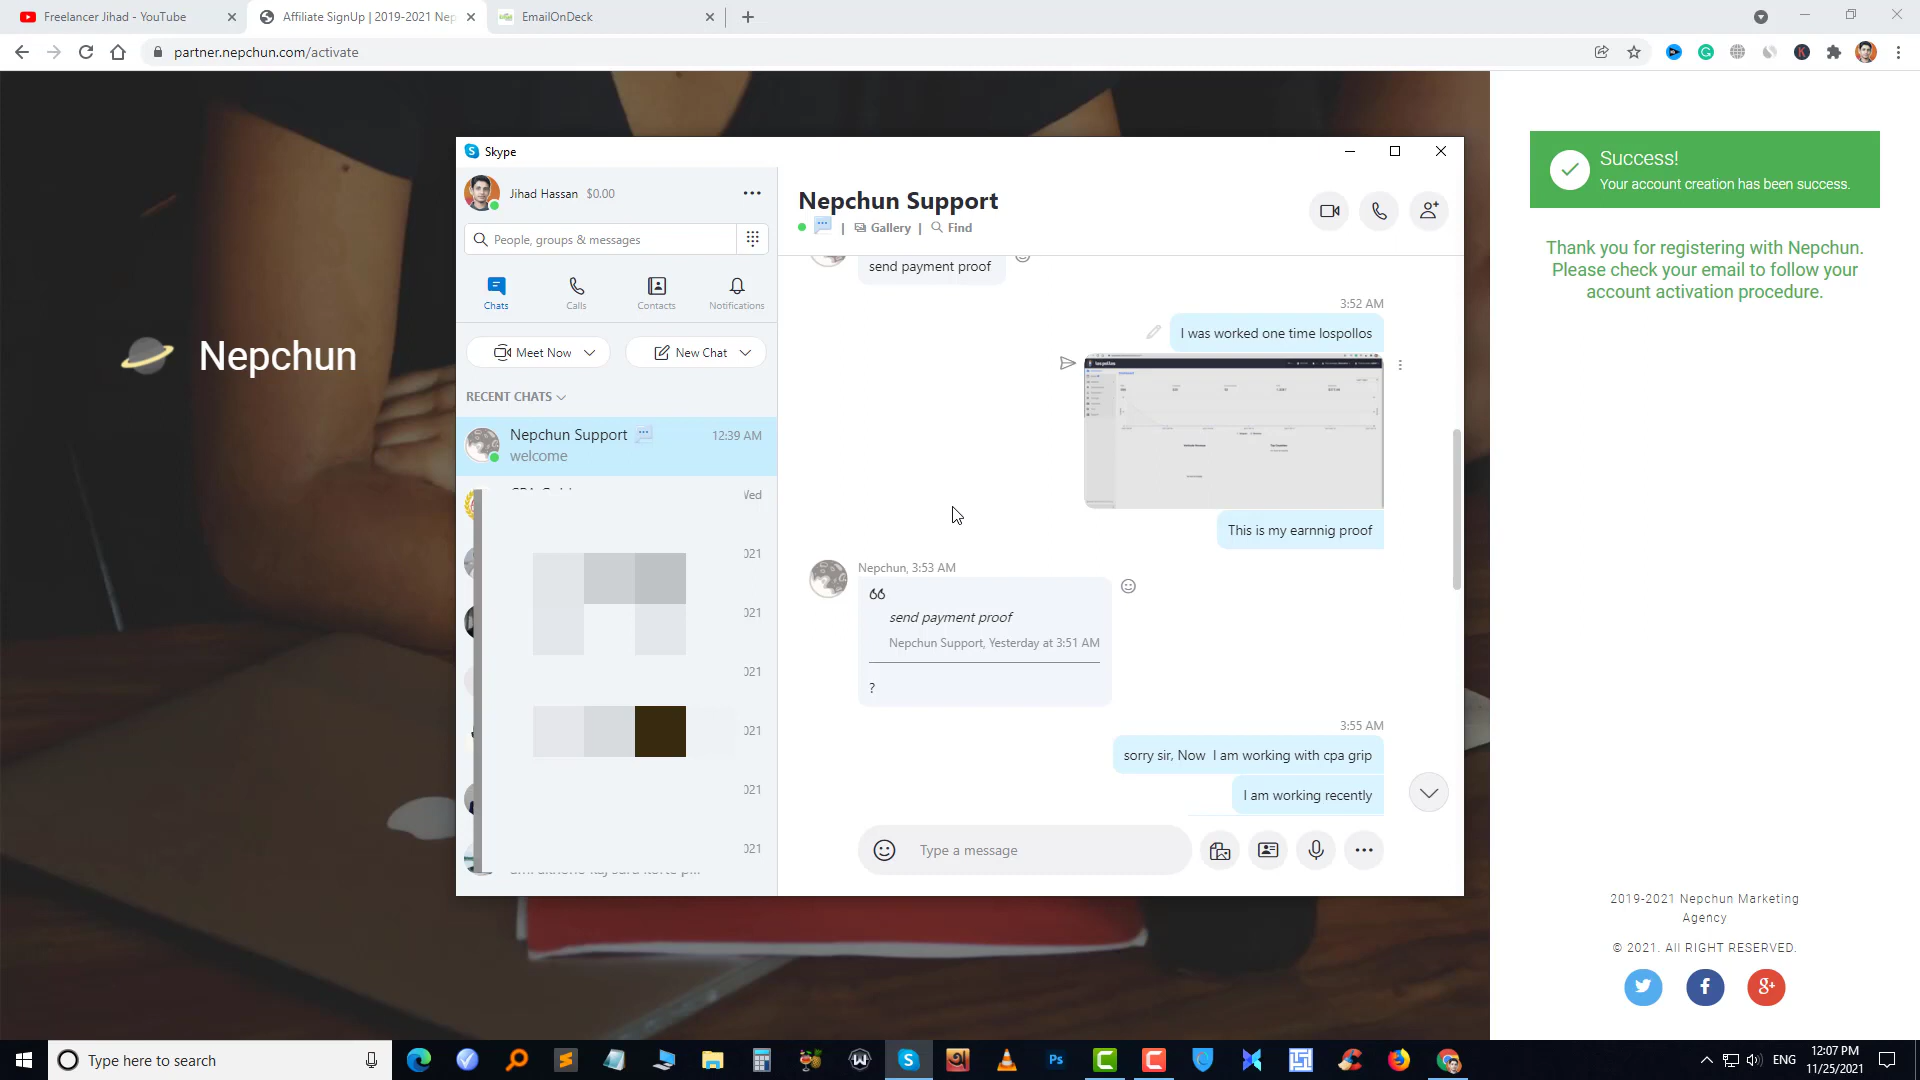 Freelancer Jihad - YouTube
Affiliate SignUp | 2019-2021 Nep
EmailOnDeck
partner.nepchun.com/activate
Nepchun
Skype
Jihad Hassan $0.00
People, groups & messages
Chats
Calls
Contacts
Notifications
Meet Now
New Chat
RECENT CHATS
Nepchun Support
12:39 AM
welcome
021
021
021
021
021
021
Nepchun Support
| Gallery | Find
send payment proof
3:52 AM
I was worked one time lospollos
This is my earnnig proof
Nepchun, 3:53 AM
send payment proof
Nepchun Support, Yesterday at 3:51 AM
?
3:55 AM
sorry sir, Now I am working with cpa grip
I am working recently
Type a message
Success!
Your account creation has been success.
Thank you for registering with Nepchun.
Please check your email to follow your
account activation procedure.
2019-2021 Nepchun Marketing
Agency
© 2021. All RIGHT RESERVED.
Type here to search
ENG
12:07 PM
11/25/2021